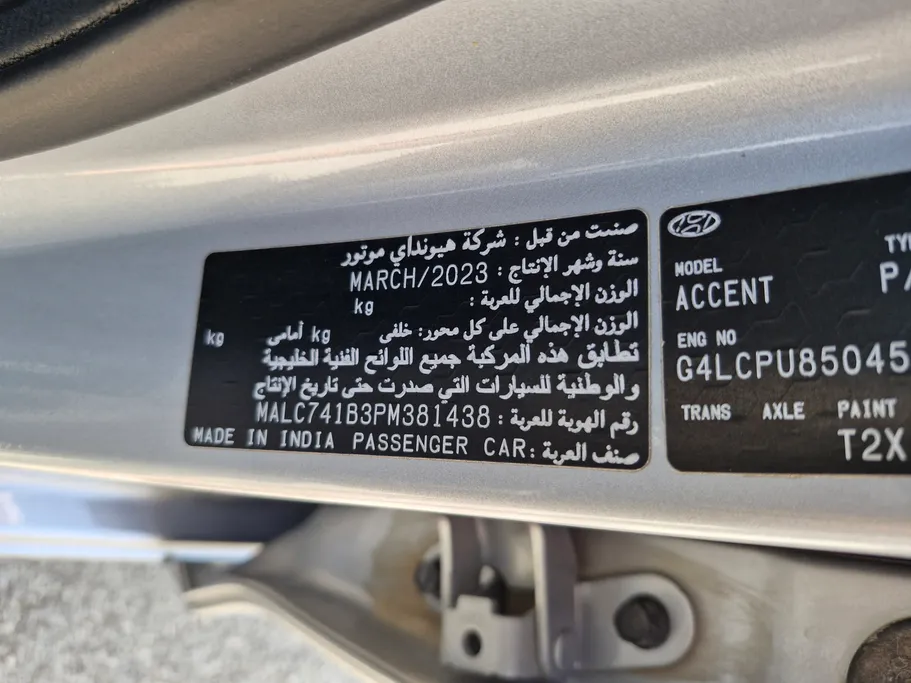 صنعت من قبل : شركة هيونداي موتور
سنة وشهر الإنتاج : MARCH/2023
الوزن الإجمالي للعربة : kg
الوزن الإجمالي على كل محور: خلفى kg أمامى kg
تطابق هذه المركبة جميع اللوائح الفنية الخليجية
والوطنية للسيارات التي صدرت حتى تاريخ الإنتاج
رقم الهوية للعربة : MALC741B3PM381438
صنف العربة : MADE IN INDIA PASSENGER CAR
MODEL
ACCENT
ENG NO
G4LCPU85045
TRANS AXLE PAINT
T2X